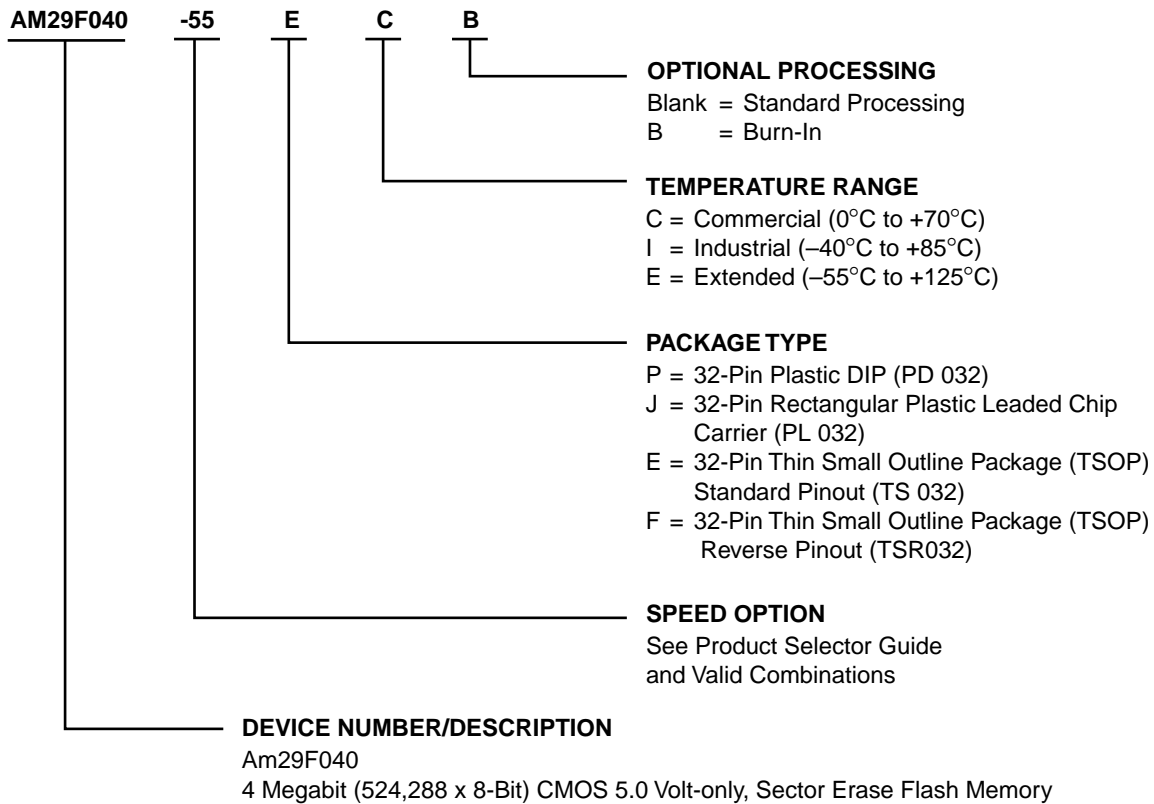 AM29F040 -55 E C B
OPTIONAL PROCESSING
Blank = Standard Processing
B = Burn-In
TEMPERATURE RANGE
C = Commercial (0°C to +70°C)
I = Industrial (–40°C to +85°C)
E = Extended (–55°C to +125°C)
PACKAGE TYPE
P = 32-Pin Plastic DIP (PD 032)
J = 32-Pin Rectangular Plastic Leaded Chip
Carrier (PL 032)
E = 32-Pin Thin Small Outline Package (TSOP)
Standard Pinout (TS 032)
F = 32-Pin Thin Small Outline Package (TSOP)
Reverse Pinout (TSR032)
SPEED OPTION
See Product Selector Guide
and Valid Combinations
DEVICE NUMBER/DESCRIPTION
Am29F040
4 Megabit (524,288 x 8-Bit) CMOS 5.0 Volt-only, Sector Erase Flash Memory